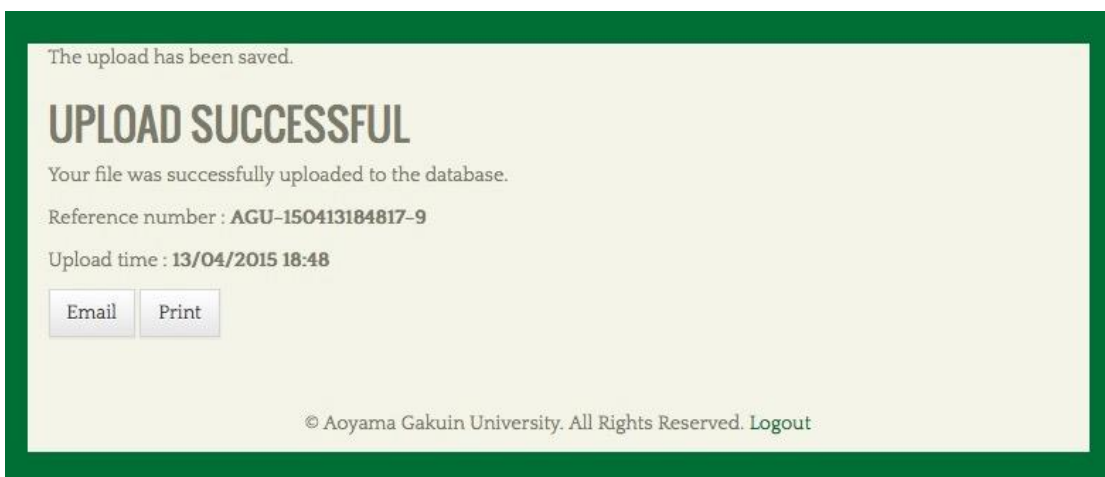 The upload has been saved.
UPLOAD SUCCESSFUL
Your file was successfully uploaded to the database.
Reference number : AGU-150413184817-9
Upload time : 13/04/2015 18:48
Email Print
© Aoyama Gakuin University. All Rights Reserved. Logout